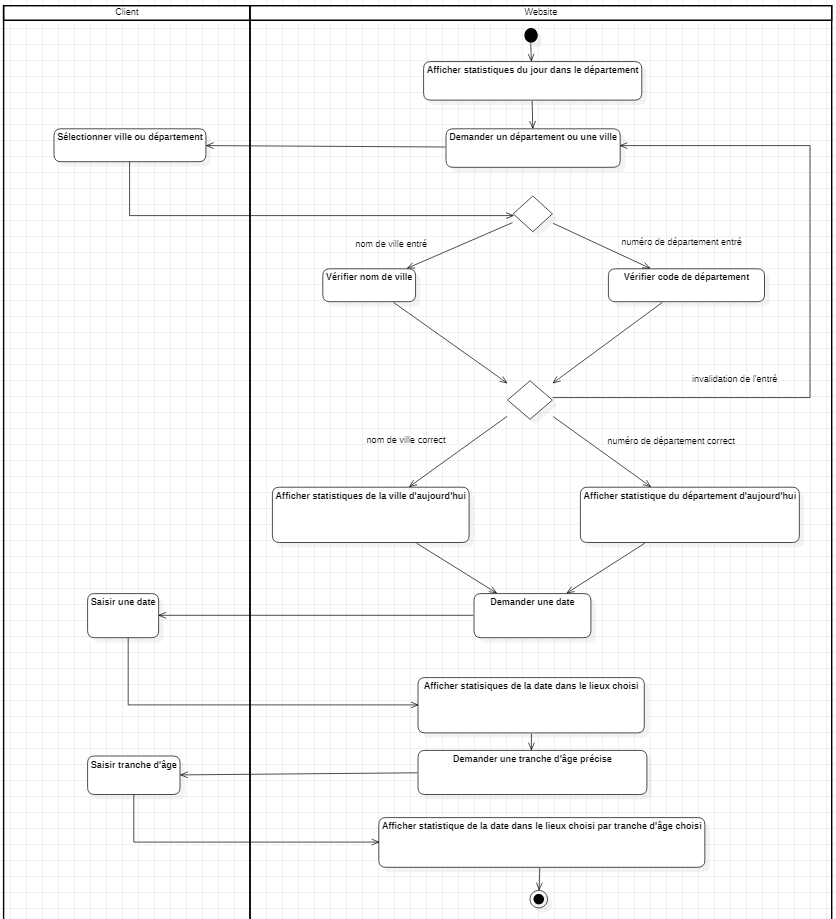 Client
Website
Afficher statistiques du jour dans le département
Sélectionner ville ou département
Demander un département ou une ville
nom de ville entré
numéro de département entré
Vérifier nom de ville
Vérifier code de département
invalidation de l'entré
nom de ville correct
numéro de département correct
Afficher statistiques de la ville d'aujourd'hui
Afficher statistique du département d'aujourd'hui
Saisir une date
Demander une date
Afficher statisiques de la date dans le lieux choisi
Demander une tranche d'âge précise
Saisir tranche d'âge
Afficher statistique de la date dans le lieux choisi par tranche d'âge choisi